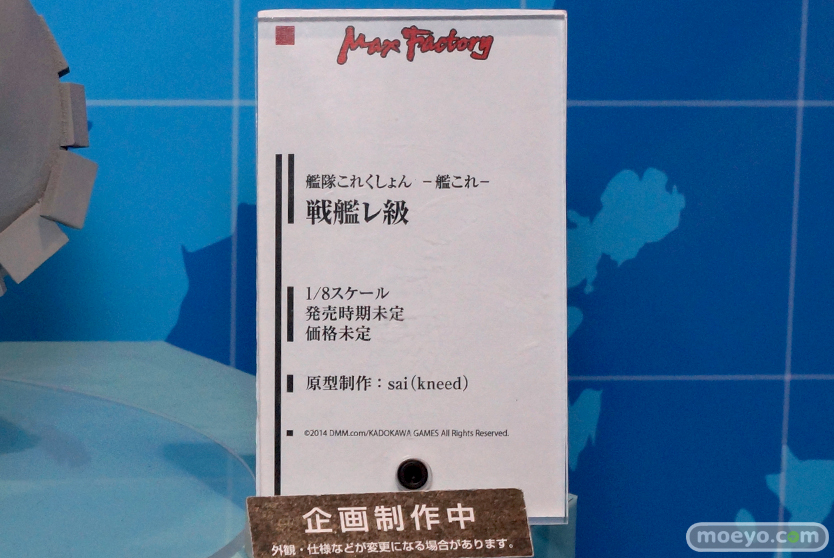 Max Factory
艦隊これくしょん －艦これ－
戦艦レ級
1/8スケール
発売時期未定
価格未定
原型制作：sai（kneed）
©2014 DMM.com/KADOKAWA GAMES All Rights Reserved.
企画制作中
外観・仕様などが変更になる場合があります。
moeyo.com